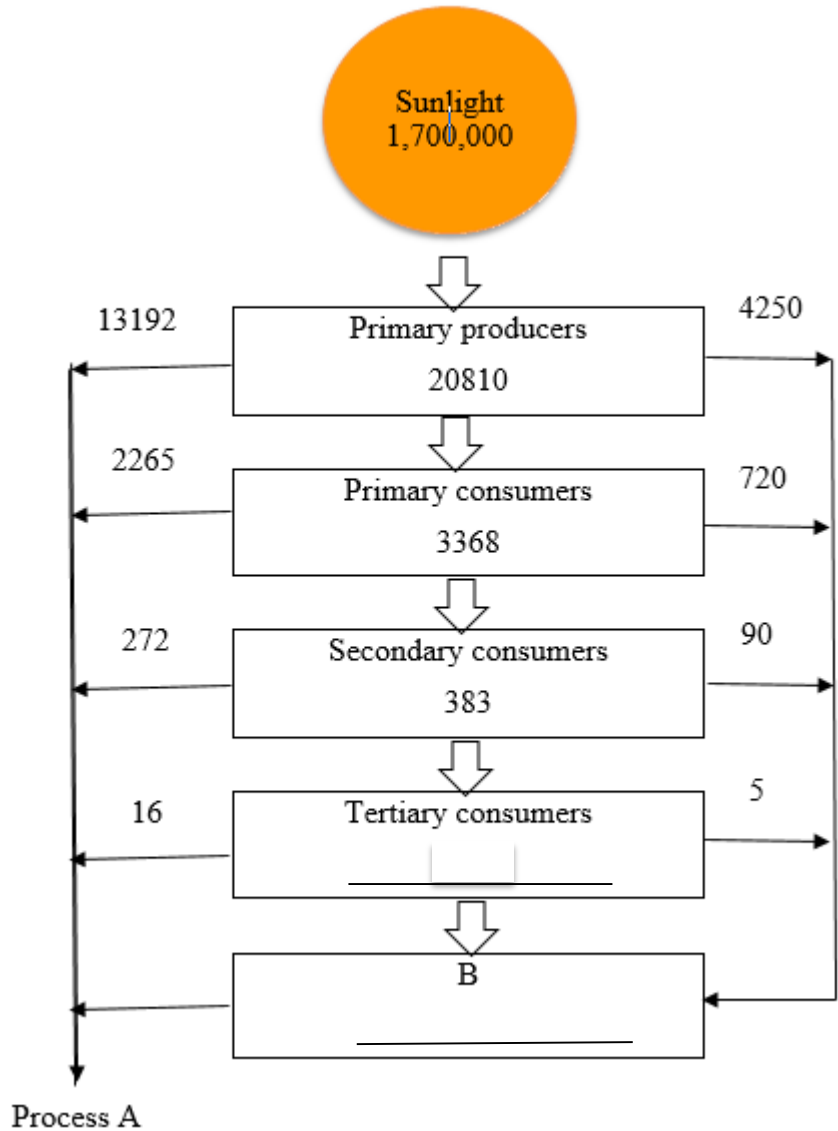 Sunlight
1,700,000
13192
Primary producers
20810
4250
2265
Primary consumers
3368
720
272
Secondary consumers
383
90
16
Tertiary consumers
5
B
Process A